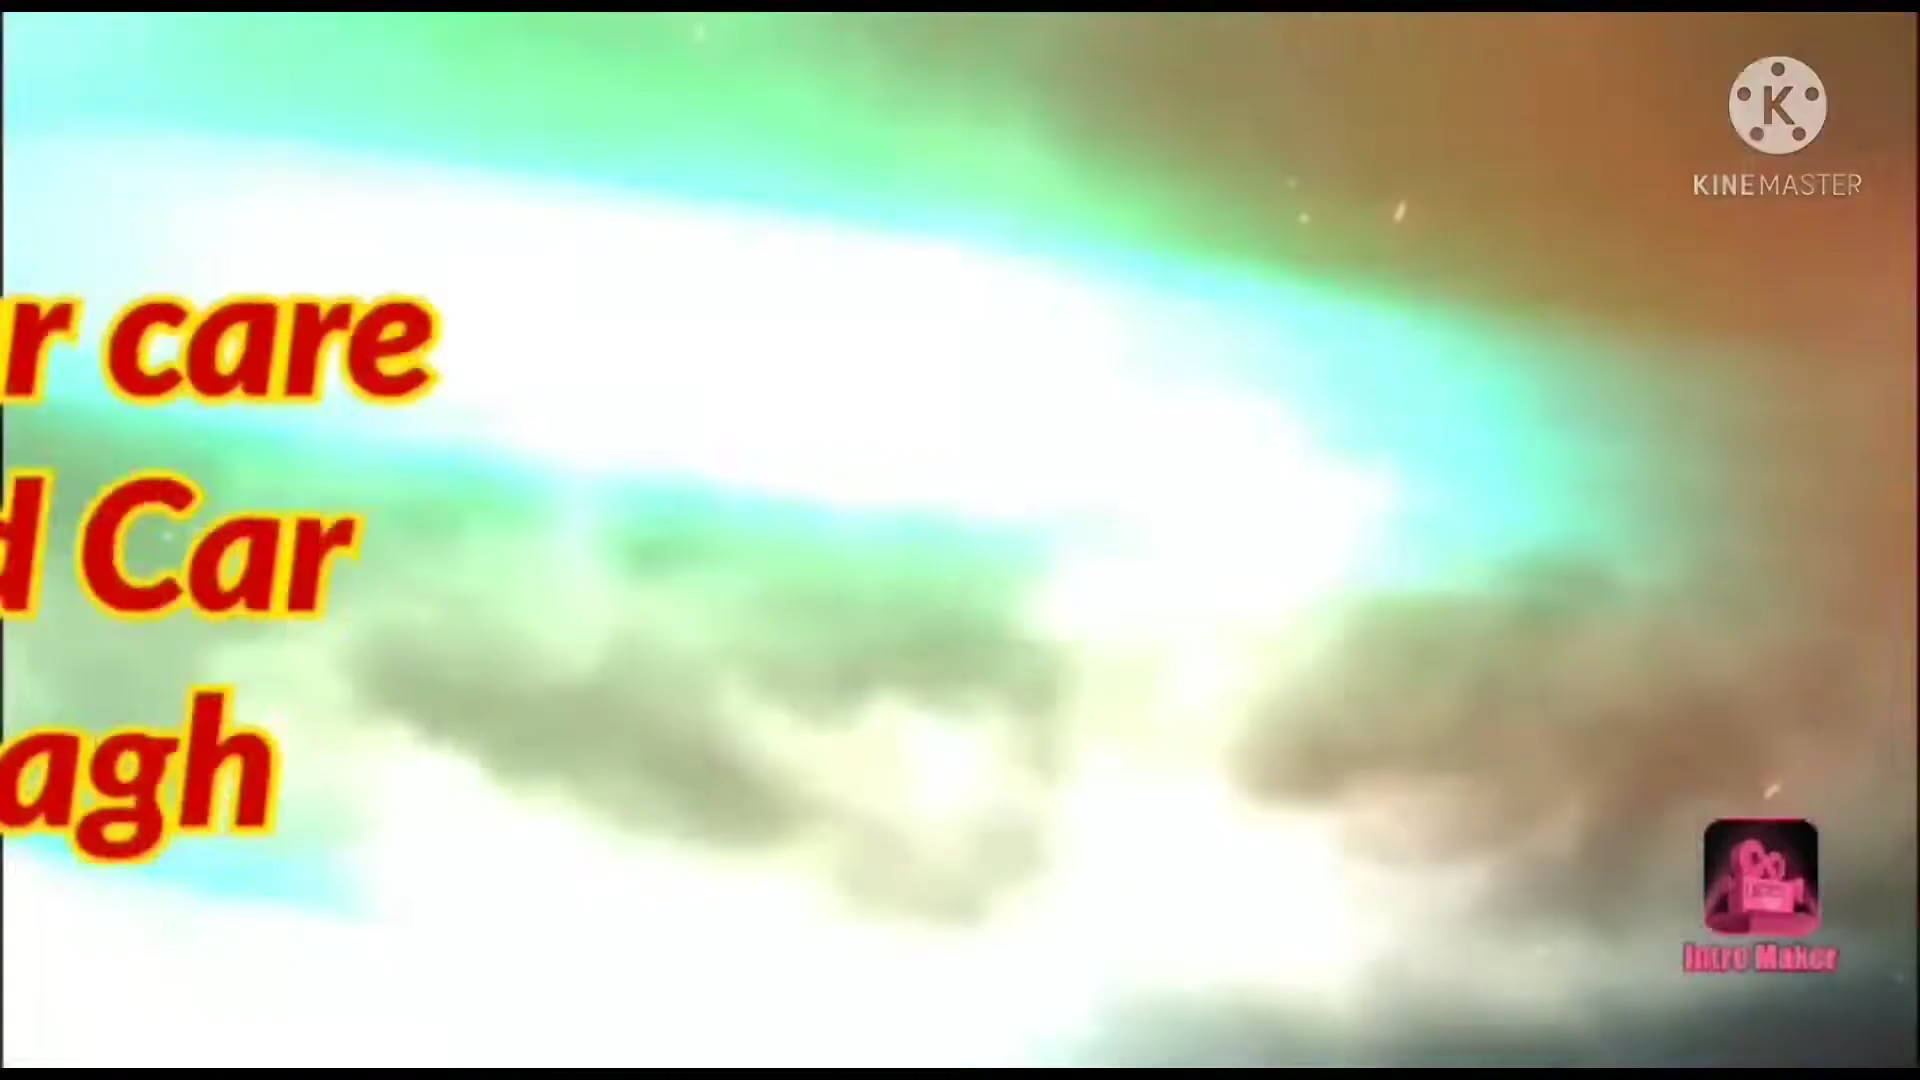 K
KINEMASTER
r care
d Car
agh
Intro Maker